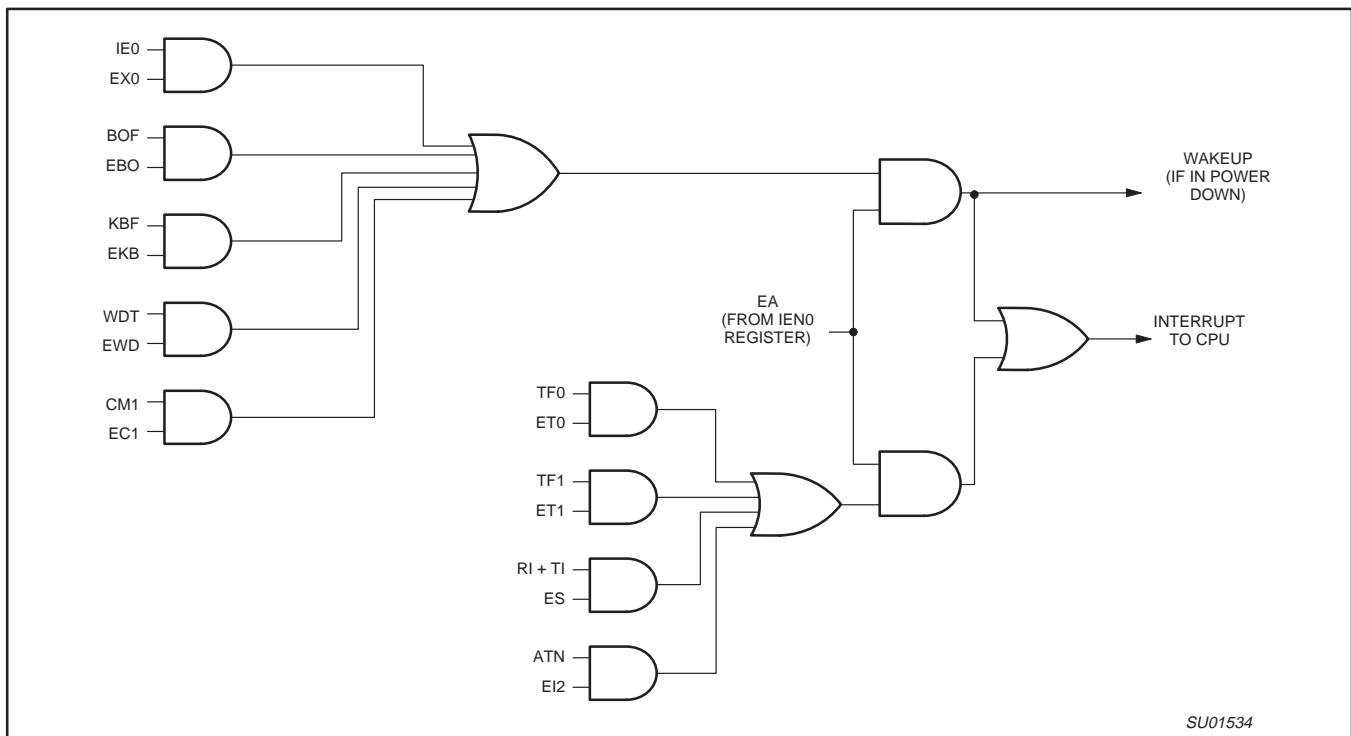 IE0
EX0
BOF
EBO
KBF
EKB
WDT
EWD
CM1
EC1
WAKEUP
(IF IN POWER
DOWN)
EA
(FROM IEN0
REGISTER)
INTERRUPT
TO CPU
TF0
ET0
TF1
ET1
RI + TI
ES
ATN
EI2
SU01534